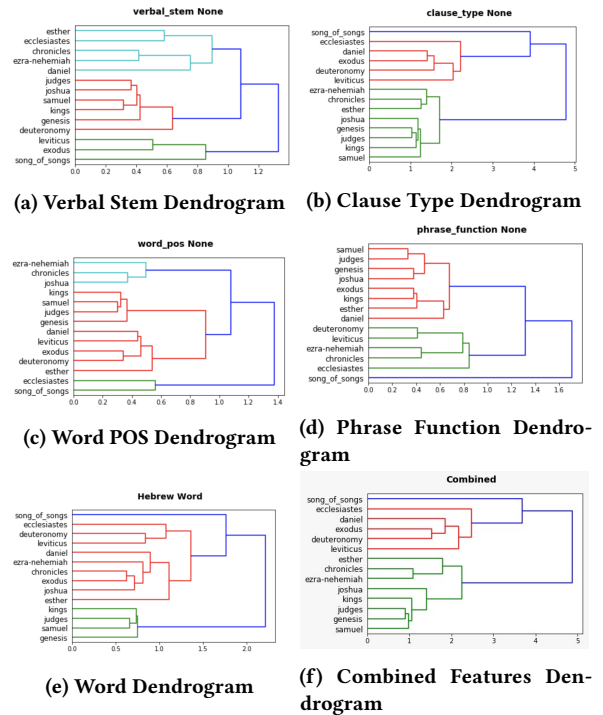 verbal_stem None
esther
ecclesiastes
chronicles
ezra-nehemiah
daniel
judges
joshua
samuel
kings
genesis
deuteronomy
leviticus
exodus
song_of_songs
0.0 0.2 0.4 0.6 0.8 1.0 1.2
(a) Verbal Stem Dendrogram
clause_type None
song_of_songs
ecclesiastes
daniel
exodus
deuteronomy
leviticus
ezra-nehemiah
chronicles
esther
joshua
genesis
judges
kings
samuel
0 1 2 3 4 5
(b) Clause Type Dendrogram
word_pos None
ezra-nehemiah
chronicles
joshua
kings
samuel
judges
genesis
daniel
leviticus
exodus
deuteronomy
esther
ecclesiastes
song_of_songs
0.0 0.2 0.4 0.6 0.8 1.0 1.2 1.4
(c) Word POS Dendrogram
phrase_function None
samuel
judges
genesis
joshua
exodus
kings
esther
daniel
deuteronomy
leviticus
ezra-nehemiah
chronicles
ecclesiastes
song_of_songs
0.0 0.2 0.4 0.6 0.8 1.0 1.2 1.4 1.6
(d) Phrase Function Dendro-
gram
Hebrew Word
song_of_songs
ecclesiastes
deuteronomy
leviticus
daniel
ezra-nehemiah
chronicles
exodus
joshua
esther
kings
judges
samuel
genesis
0.0 0.5 1.0 1.5 2.0
(e) Word Dendrogram
Combined
song_of_songs
ecclesiastes
daniel
exodus
deuteronomy
leviticus
esther
chronicles
ezra-nehemiah
joshua
kings
judges
genesis
samuel
0 1 2 3 4 5
(f) Combined Features Den-
drogram